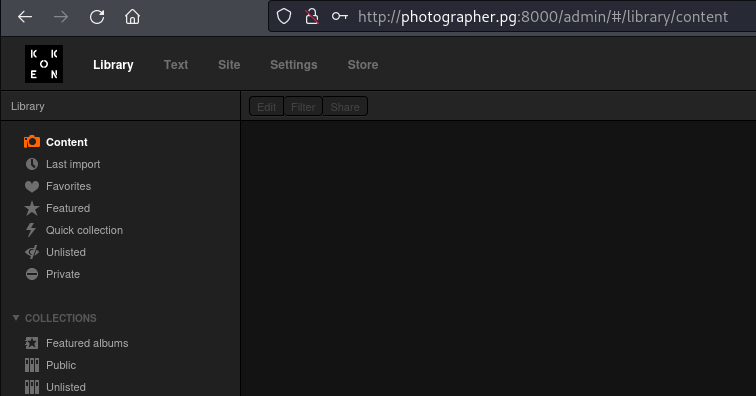 http://photographer.pg:8000/admin/#/library/content
K K
O
E N
Library Text Site Settings Store
Library
Edit Filter Share
Content
Last import
Favorites
Featured
Quick collection
Unlisted
Private
COLLECTIONS
Featured albums
Public
Unlisted